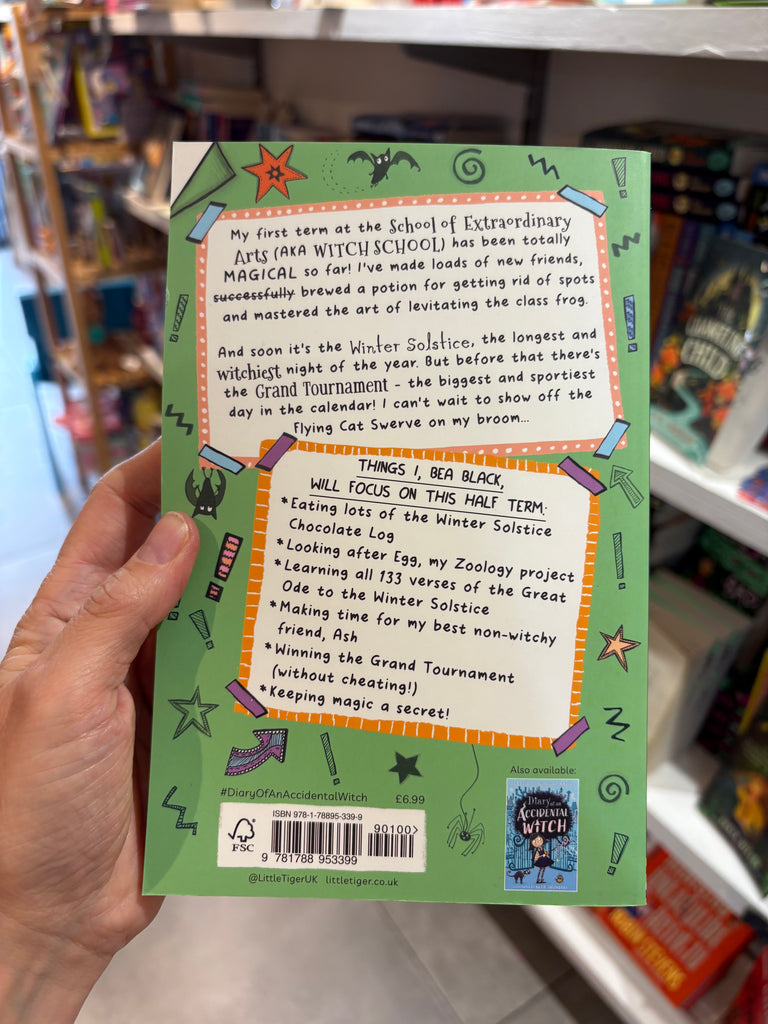 My first term at the School of Extraordinary
Arts (AKA WITCH SCHOOL) has been totally
MAGICAL so far! I've made loads of new friends,
successfully brewed a potion for getting rid of spots
and mastered the art of levitating the class frog.
And soon it's the Winter Solstice, the longest and
witchiest night of the year. But before that there's
the Grand Tournament – the biggest and sportiest
day in the calendar! I can't wait to show off the
Flying Cat Swerve on my broom...
THINGS I, BEA BLACK,
WILL FOCUS ON THIS HALF TERM:
*Eating lots of the Winter Solstice
Chocolate Log
*Looking after Egg, my Zoology project
*Learning all 133 verses of the Great
Ode to the Winter Solstice
*Making time for my best non-witchy
friend, Ash
*Winning the Grand Tournament
(without cheating!)
*Keeping magic a secret!
Also available:
#DiaryOfAnAccidentalWitch £6.99
Diary of an
ACCIDENTAL
WITCH
FSC
ISBN 978-1-78895-339-9
90100>
9 781788 953399
@LittleTigerUK littletiger.co.uk